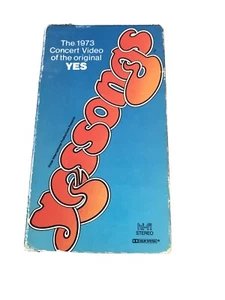 The 1973
Concert Video
of the original
YES
Yessongs
Hi-Fi
STEREO